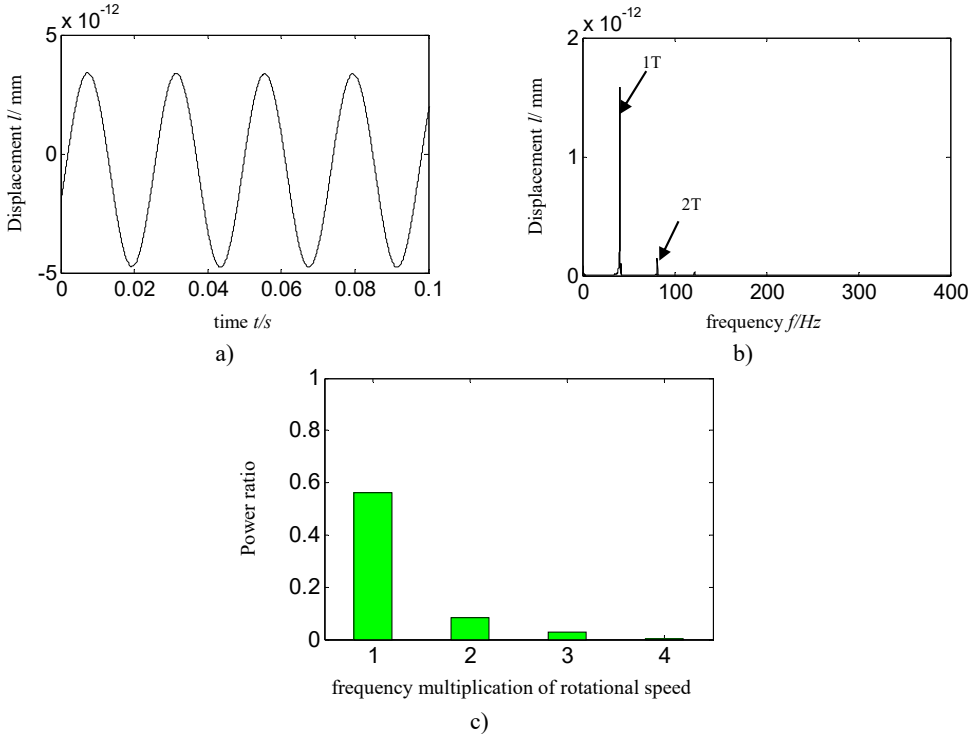 x 10^-12
5
0
-5
Displacement l/ mm
0 0.02 0.04 0.06 0.08 0.1
time t/s
a)
x 10^-12
2
1
0
Displacement l/ mm
1T
2T
0 100 200 300 400
frequency f/Hz
b)
1
0.8
0.6
0.4
0.2
0
Power ratio
1 2 3 4
frequency multiplication of rotational speed
c)